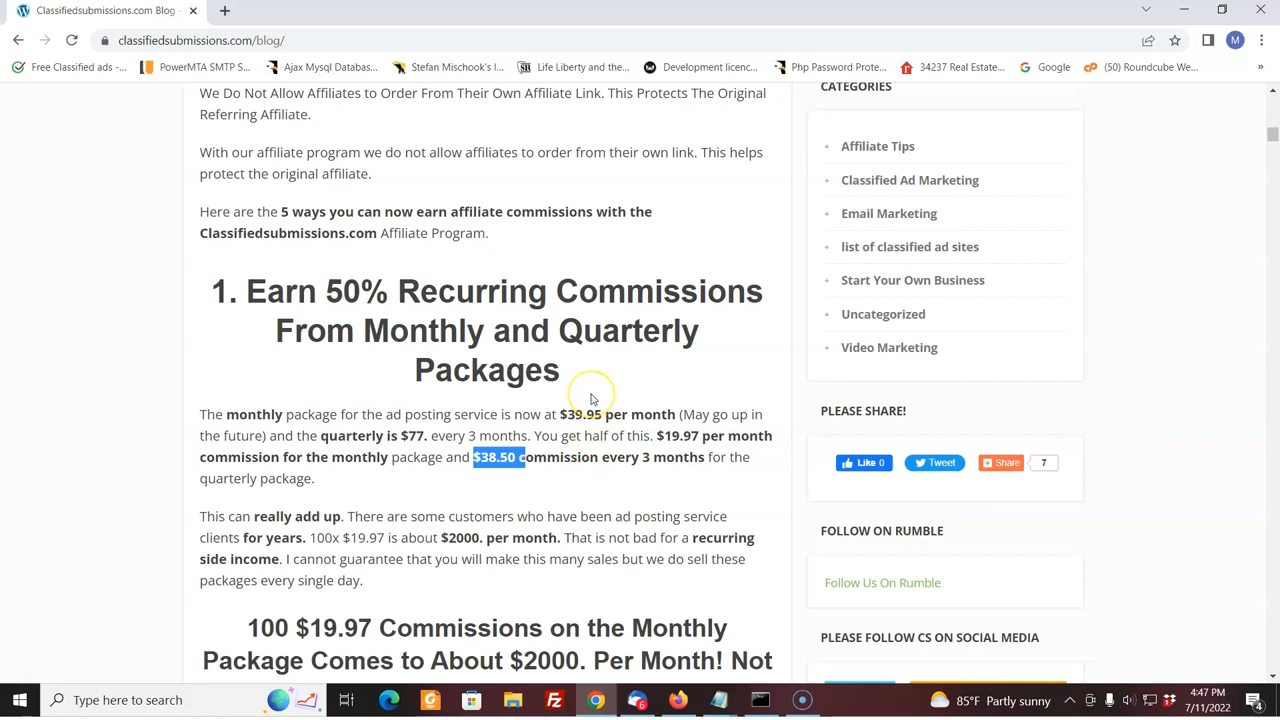 Classifiedsubmissions.com Blog -
classifiedsubmissions.com/blog/
M
Free Classified ads -...
PowerMTA SMTP S...
Ajax Mysql Databas...
Stefan Mischook's I...
Life Liberty and the...
Development licenc...
Php Password Prote...
34237 Real Estate...
Google
(50) Roundcube We...
»
We Do Not Allow Affiliates to Order From Their Own Affiliate Link. This Protects The Original
Referring Affiliate.
With our affiliate program we do not allow affiliates to order from their own link. This helps
protect the original affiliate.
Here are the 5 ways you can now earn affiliate commissions with the
Classifiedsubmissions.com Affiliate Program.
1. Earn 50% Recurring Commissions
From Monthly and Quarterly
Packages
The monthly package for the ad posting service is now at $39.95 per month (May go up in
the future) and the quarterly is $77. every 3 months. You get half of this. $19.97 per month
commission for the monthly package and $38.50 commission every 3 months for the
quarterly package.
This can really add up. There are some customers who have been ad posting service
clients for years. 100x $19.97 is about $2000. per month. That is not bad for a recurring
side income. I cannot guarantee that you will make this many sales but we do sell these
packages every single day.
100 $19.97 Commissions on the Monthly
Package Comes to About $2000. Per Month! Not
CATEGORIES
Affiliate Tips
Classified Ad Marketing
Email Marketing
list of classified ad sites
Start Your Own Business
Uncategorized
Video Marketing
PLEASE SHARE!
Like 0
Tweet
Share
7
FOLLOW ON RUMBLE
Follow Us On Rumble
PLEASE FOLLOW CS ON SOCIAL MEDIA
Type here to search
6
85°F Partly sunny
4:47 PM
7/11/2022
4